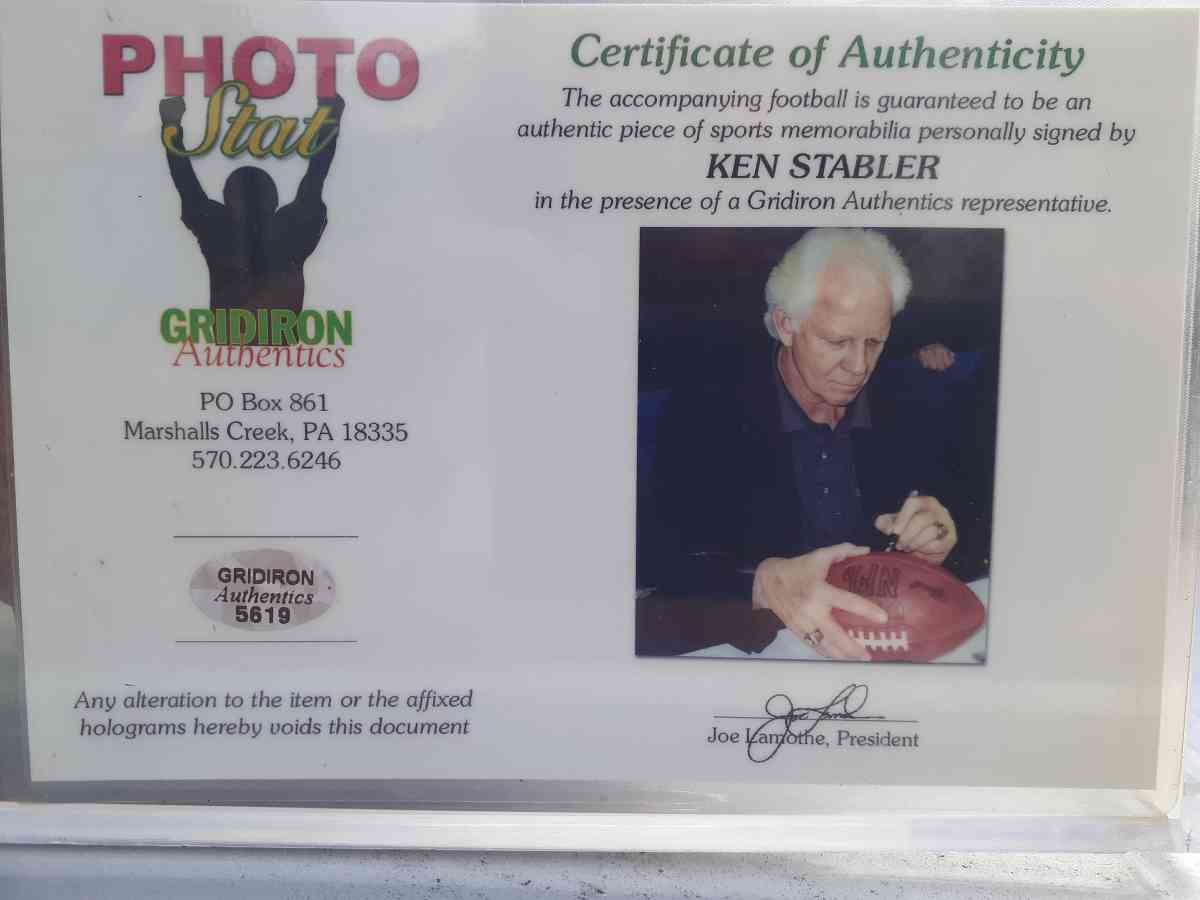 PHOTO
Stat
GRIDIRON
Authentics
PO Box 861
Marshalls Creek, PA 18335
570.223.6246
GRIDIRON
Authentics
5619
Any alteration to the item or the affixed
holograms hereby voids this document
Certificate of Authenticity
The accompanying football is guaranteed to be an
authentic piece of sports memorabilia personally signed by
KEN STABLER
in the presence of a Gridiron Authentics representative.
Joe Lamothe, President